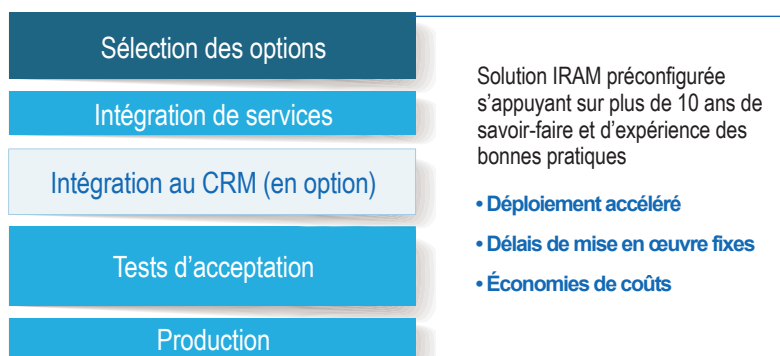 Sélection des options
Intégration de services
Intégration au CRM (en option)
Tests d’acceptation
Production
Solution IRAM préconfigurée
s’appuyant sur plus de 10 ans de
savoir-faire et d’expérience des
bonnes pratiques
• Déploiement accéléré
• Délais de mise en œuvre fixes
• Économies de coûts